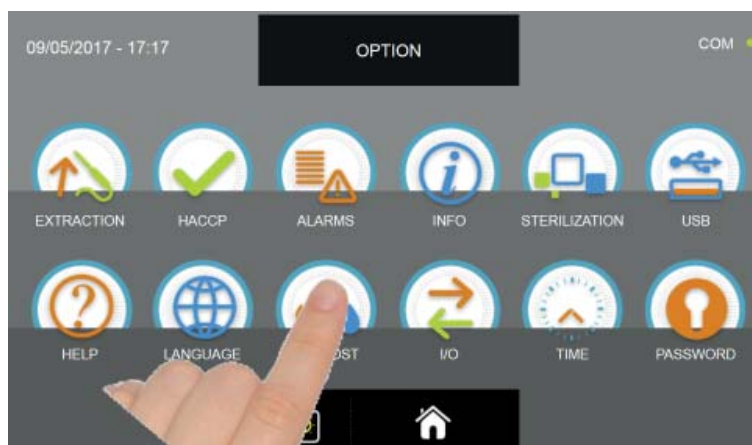 09/05/2017 - 17:17 OPTION COM
EXTRACTION HACCP ALARMS INFO STERILIZATION USB
HELP LANGUAGE I/O TIME PASSWORD